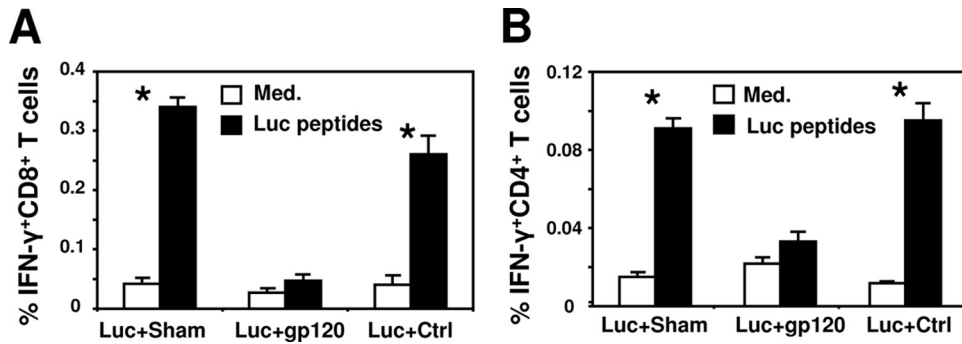 A
% IFN-γ⁺CD8⁺ T cells
0.4
0.3
0.2
0.1
0
*
*
Med.
Luc peptides
Luc+Sham
Luc+gp120
Luc+Ctrl
B
% IFN-γ⁺CD4⁺ T cells
0.12
0.08
0.04
0
*
*
Med.
Luc peptides
Luc+Sham
Luc+gp120
Luc+Ctrl